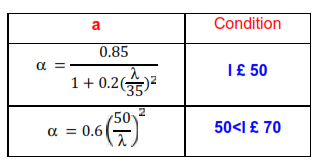 a Condition
α = 0.85 / 1 + 0.2(λ/35)² l £ 50
α = 0.6(50/λ)² 50<l £ 70